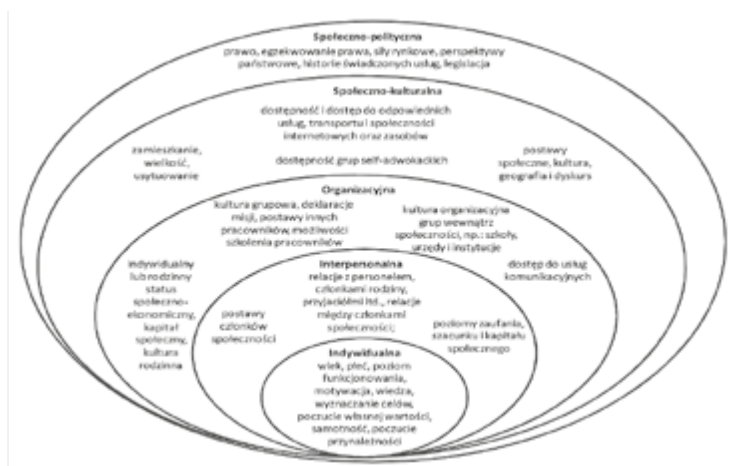 Społeczno-polityczna
prawo, egzekwowanie prawa, siły rynkowe, perspektywy
państwowe, historie świadczonych usług, legislacja
Społeczno-kulturalna
dostępność i dostęp do odpowiednich
usług, transportu i społeczności
internetowych oraz zasobów
zamieszkanie,
wielkość,
usytuowanie
dostępność grup self-adwokackich
postawy
społeczne, kultura,
geografia i dyskurs
Organizacyjna
kultura grupowa, deklaracje
misji, postawy innych
pracowników, możliwości
szkolenia pracowników
kultura organizacyjna
grup wewnątrz
społeczności, np.: szkoły,
urzędy i instytucje
indywidualny
lub rodzinny
status
społeczno-
ekonomiczny,
kapitał
społeczny,
kultura
rodzinna
dostęp do usług
komunikacyjnych
Interpersonalna
relacje z personelem,
członkami rodziny,
przyjaciółmi itd., relacje
między członkami
społeczności;
postawy
członków
społeczności
poziomy zaufania,
szacunku i kapitału
społecznego
Indywidualna
wiek, płeć, poziom
funkcjonowania,
motywacja, wiedza,
wyznaczanie celów,
poczucie własnej wartości,
samotność, poczucie
przynależności